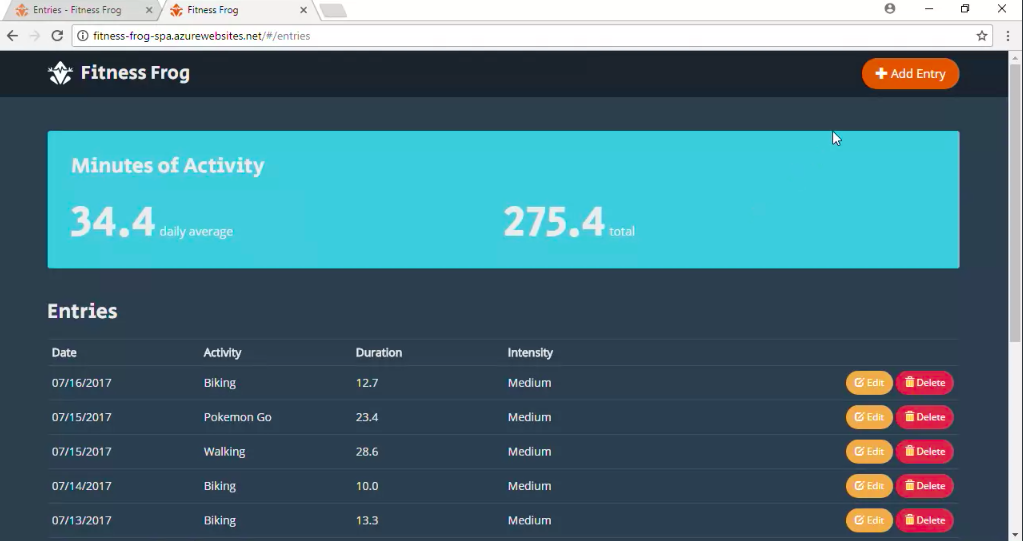 Entries - Fitness Frog
Fitness Frog
fitness-frog-spa.azurewebsites.net/#/entries
Fitness Frog
Add Entry
Minutes of Activity
34.4 daily average 275.4 total
Entries
Date Activity Duration Intensity
07/16/2017 Biking 12.7 Medium Edit Delete
07/15/2017 Pokemon Go 23.4 Medium Edit Delete
07/15/2017 Walking 28.6 Medium Edit Delete
07/14/2017 Biking 10.0 Medium Edit Delete
07/13/2017 Biking 13.3 Medium Edit Delete